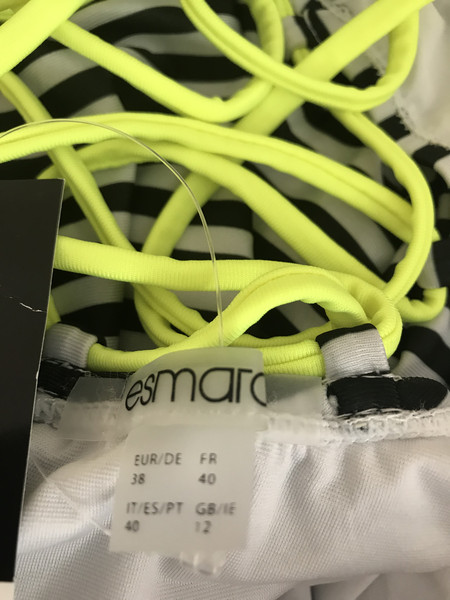 esmara
EUR/DE FR
38 40
IT/ES/PT GB/IE
40 12